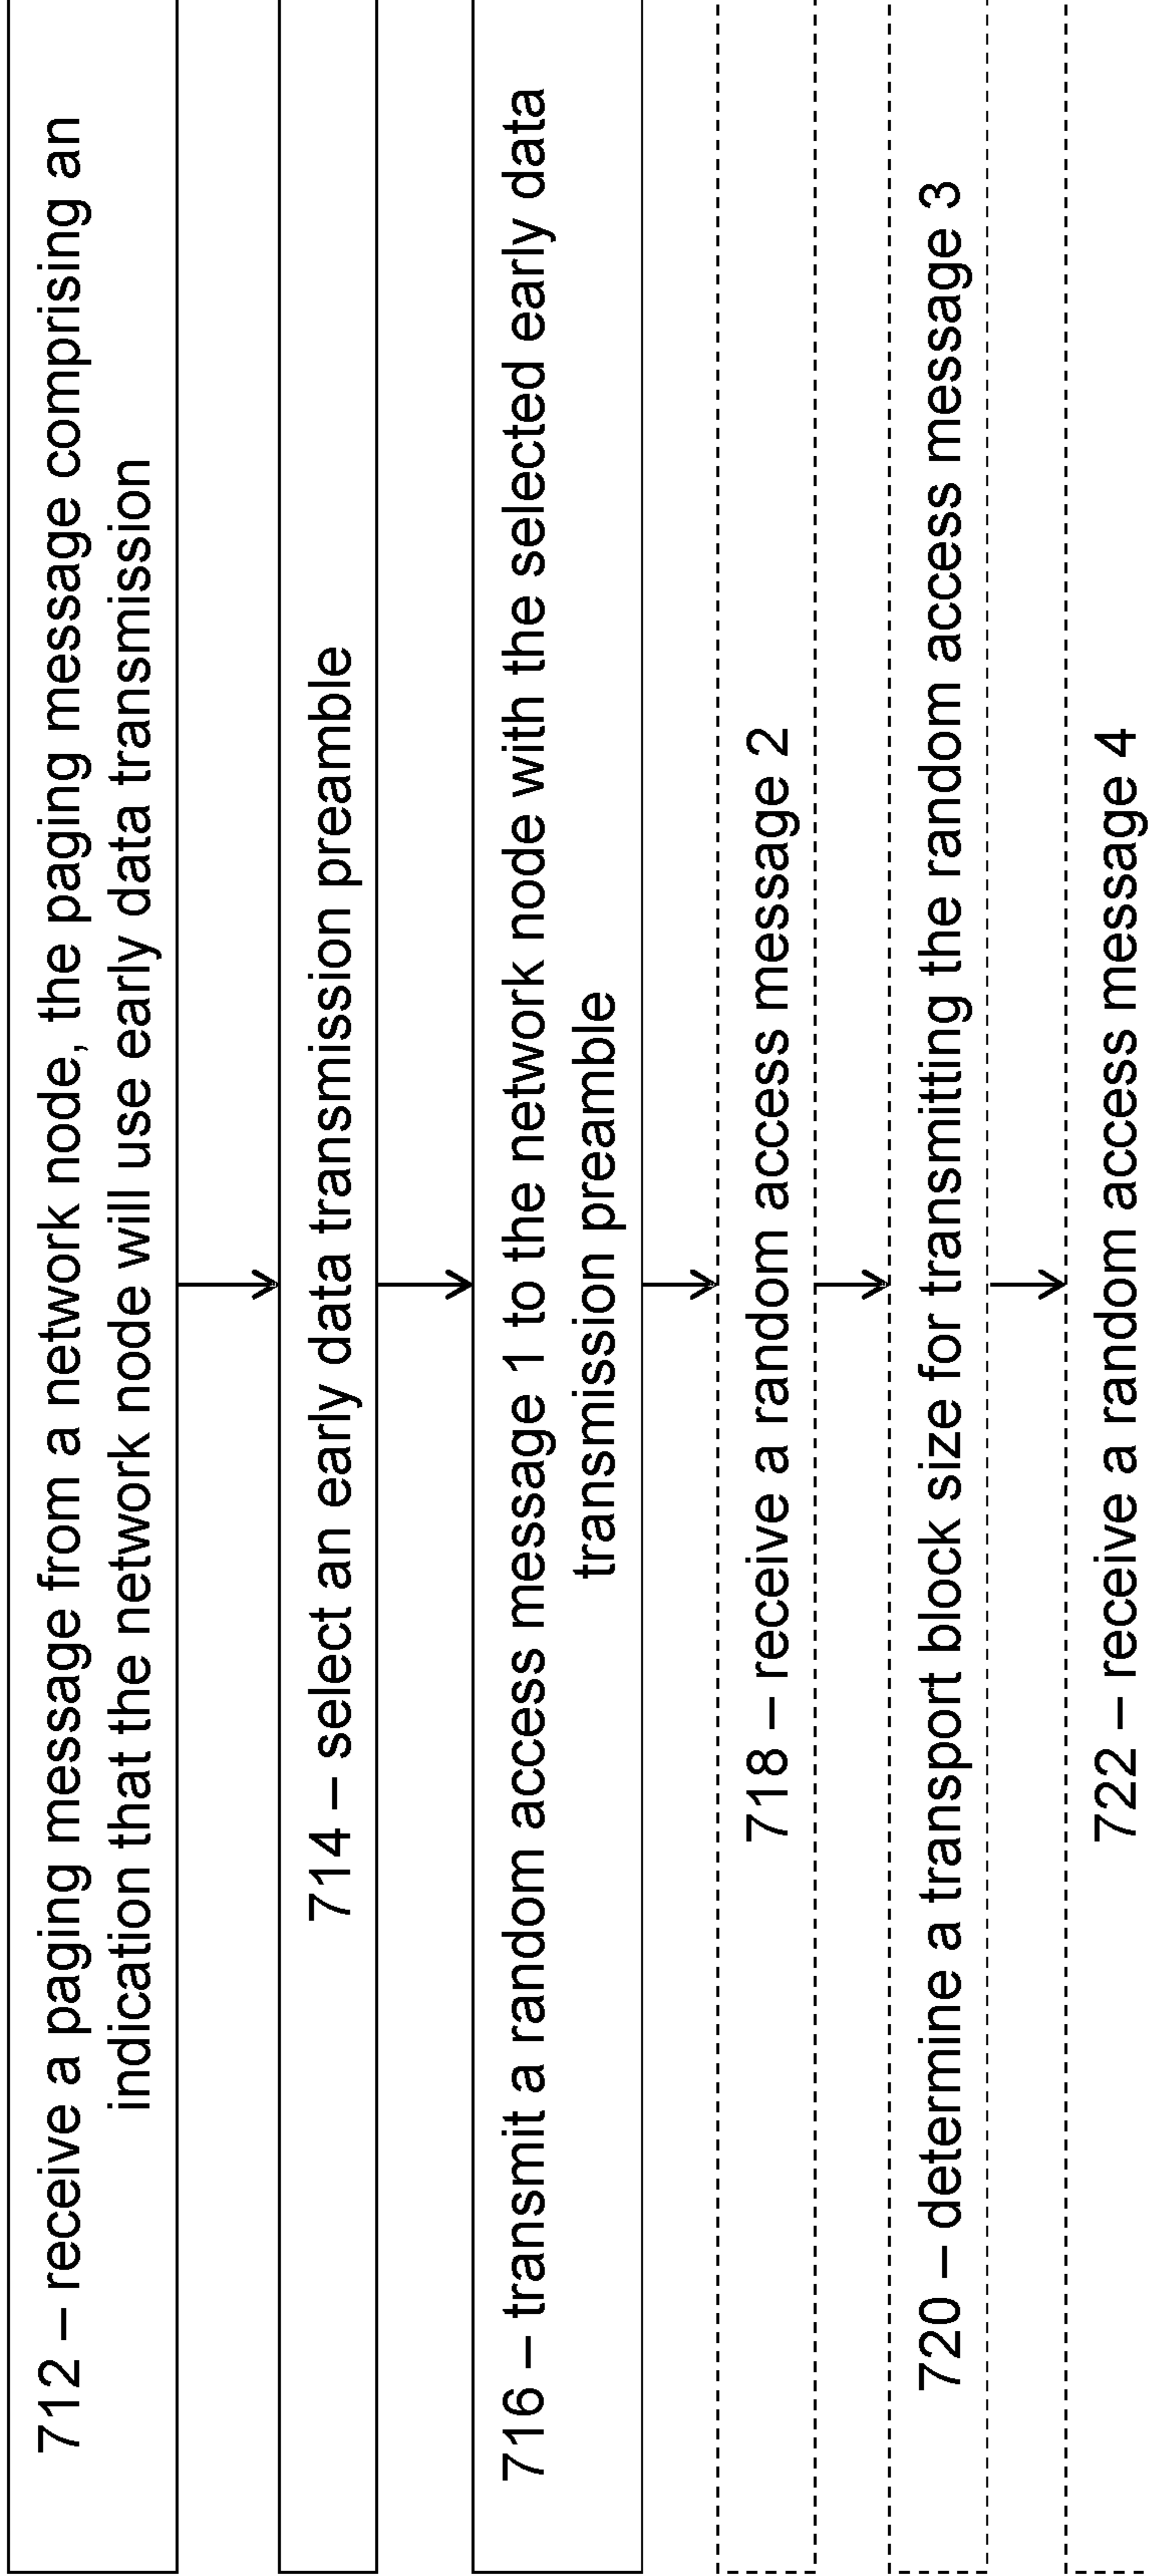 712 – receive a paging message from a network node, the paging message comprising an
indication that the network node will use early data transmission
714 – select an early data transmission preamble
716 – transmit a random access message 1 to the network node with the selected early data
transmission preamble
718 – receive a random access message 2
720 – determine a transport block size for transmitting the random access message 3
722 – receive a random access message 4